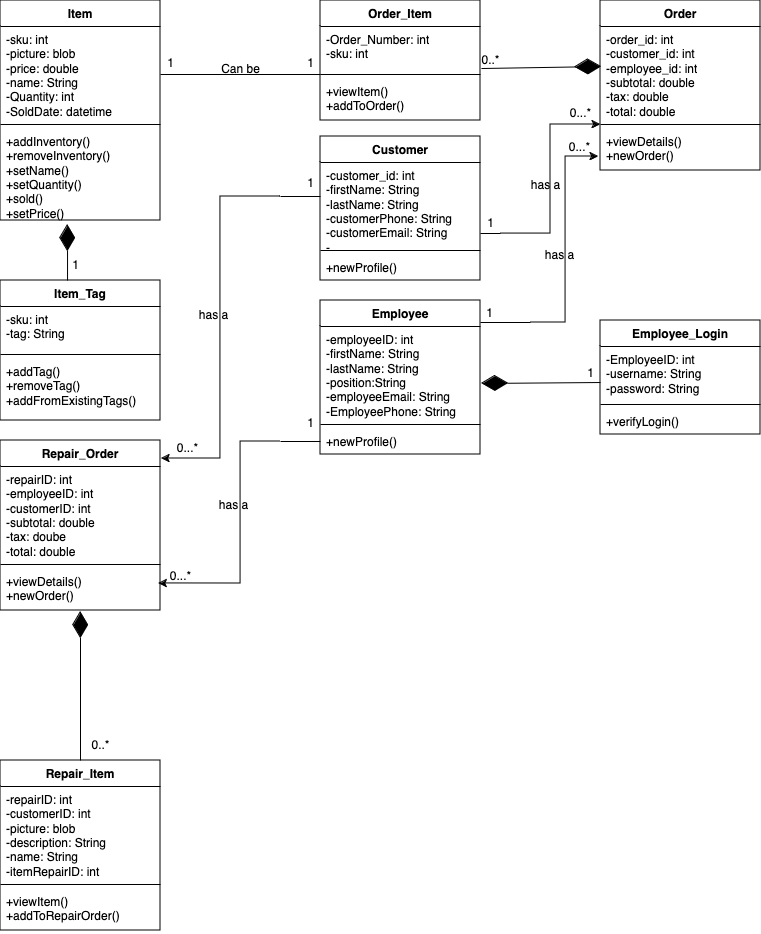 Item
-sku: int
-picture: blob
-price: double
-name: String
-Quantity: int
-SoldDate: datetime
+addInventory()
+removeInventory()
+setName()
+setQuantity()
+sold()
+setPrice()
1
Can be
1
Order_Item
-Order_Number: int
-sku: int
+viewItem()
+addToOrder()
0..*
Order
-order_id: int
-customer_id: int
-employee_id: int
-subtotal: double
-tax: double
-total: double
+viewDetails()
+newOrder()
0...*
0...*
Customer
-customer_id: int
-firstName: String
-lastName: String
-customerPhone: String
-customerEmail: String
-
+newProfile()
1
1
has a
has a
1
Item_Tag
-sku: int
-tag: String
+addTag()
+removeTag()
+addFromExistingTags()
has a
Employee
-employeeID: int
-firstName: String
-lastName: String
-position:String
-employeeEmail: String
-EmployeePhone: String
+newProfile()
1
1
1
Employee_Login
-EmployeeID: int
-username: String
-password: String
+verifyLogin()
Repair_Order
-repairID: int
-employeeID: int
-customerID: int
-subtotal: double
-tax: doube
-total: double
+viewDetails()
+newOrder()
0...*
has a
0...*
0..*
Repair_Item
-repairID: int
-customerID: int
-picture: blob
-description: String
-name: String
-itemRepairID: int
+viewItem()
+addToRepairOrder()